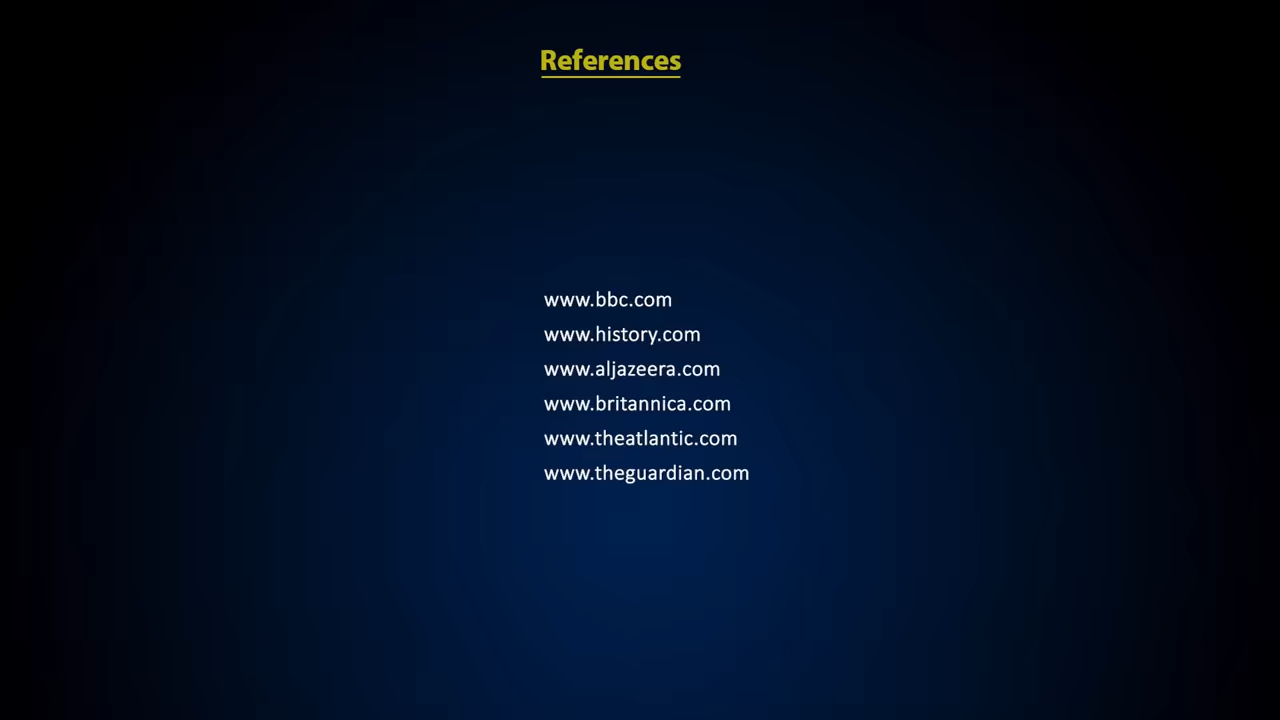 References
www.bbc.com
www.history.com
www.aljazeera.com
www.britannica.com
www.theatlantic.com
www.theguardian.com